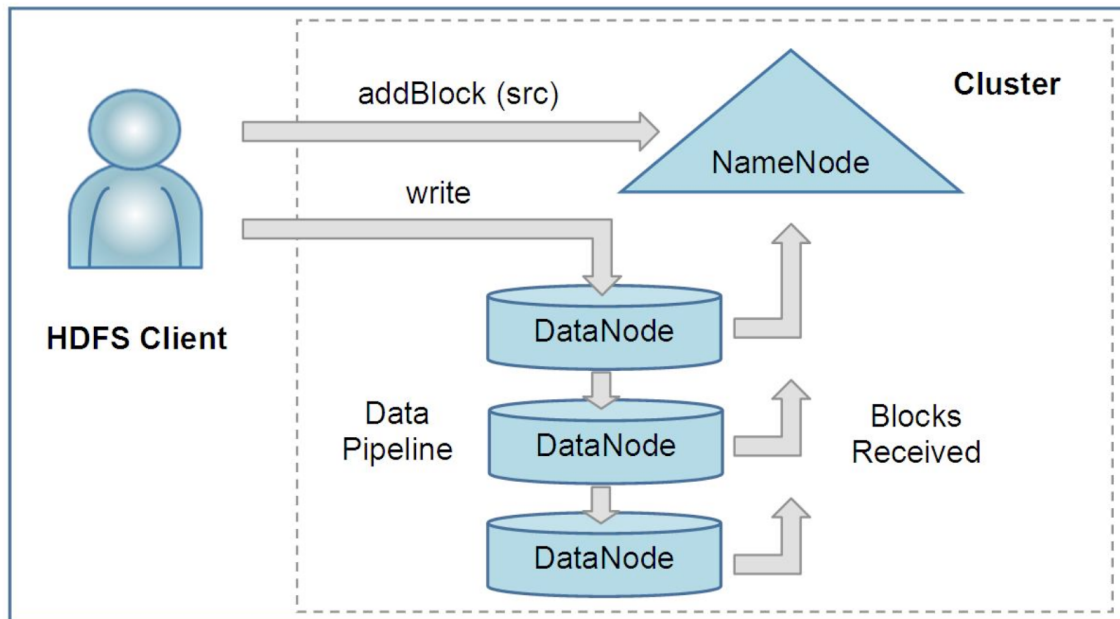 addBlock (src)
Cluster
NameNode
write
HDFS Client
DataNode
Data
Pipeline
DataNode
Blocks
Received
DataNode